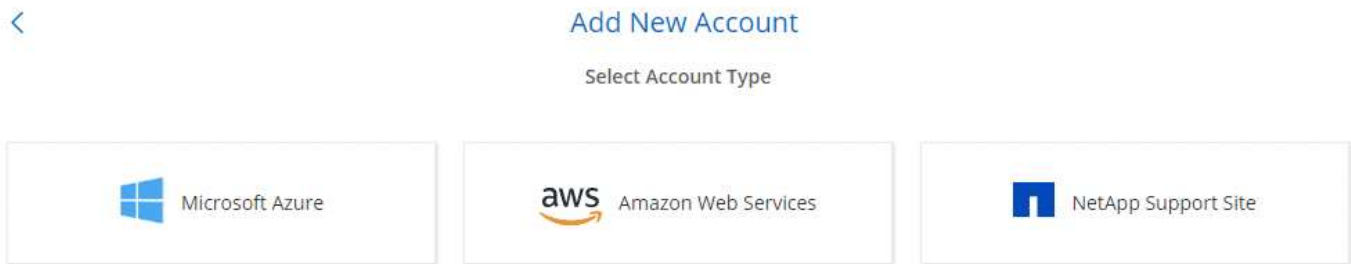 Add New Account
Select Account Type
Microsoft Azure
aws Amazon Web Services
NetApp Support Site